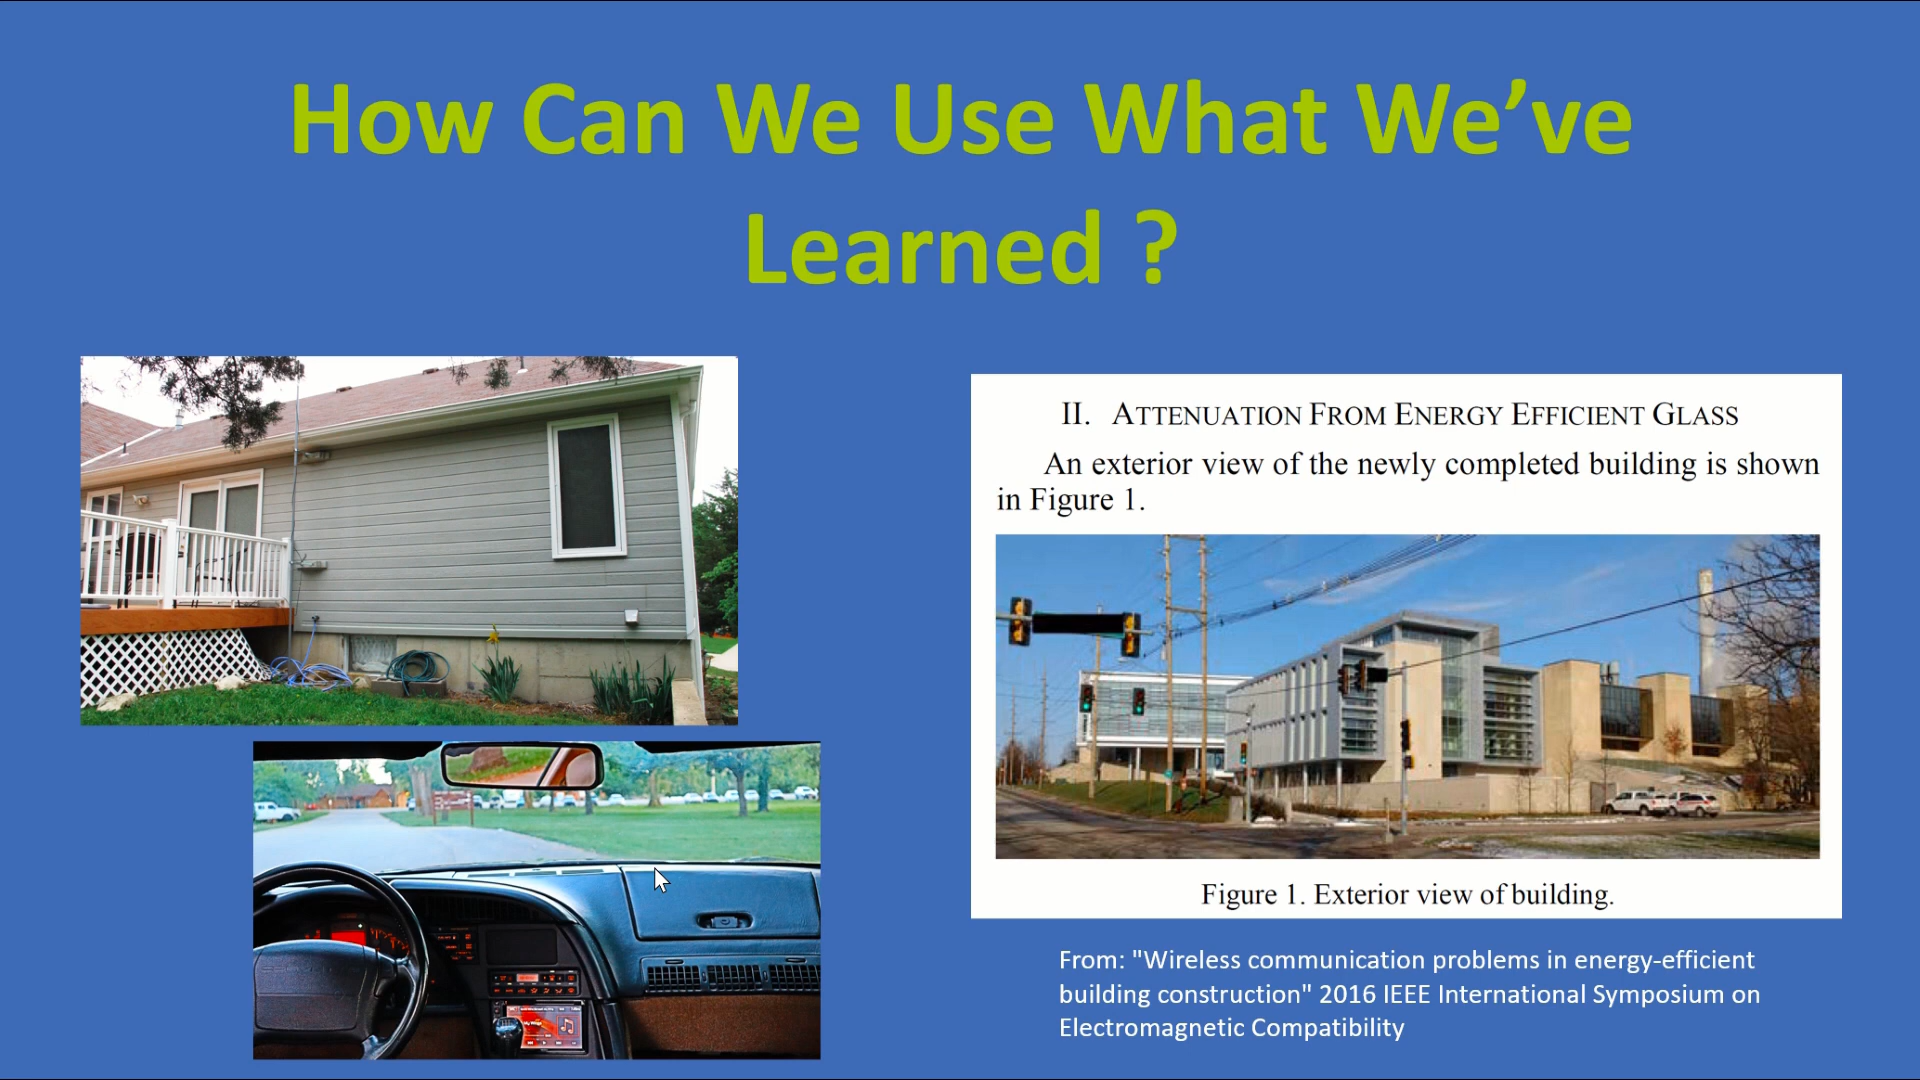 How Can We Use What We've
Learned ?
II. ATTENUATION FROM ENERGY EFFICIENT GLASS
An exterior view of the newly completed building is shown
in Figure 1.
Figure 1. Exterior view of building.
From: "Wireless communication problems in energy-efficient
building construction" 2016 IEEE International Symposium on
Electromagnetic Compatibility